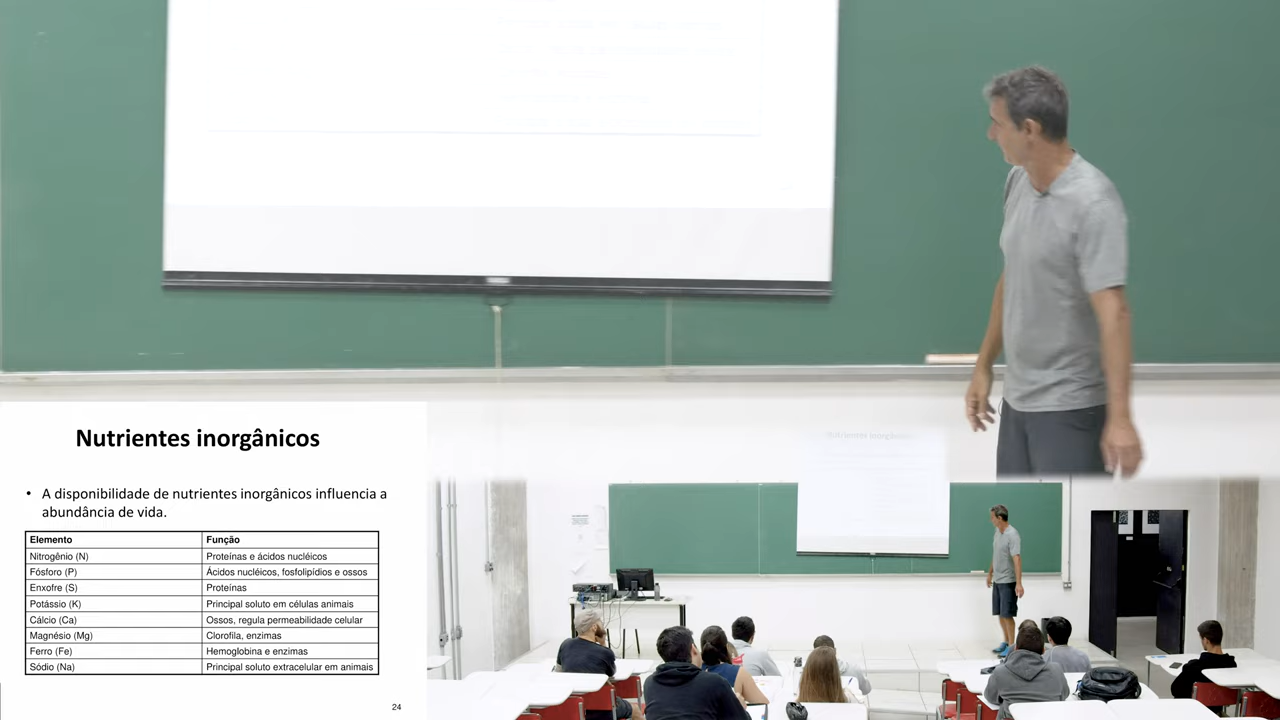 Nutrientes inorgânicos
• A disponibilidade de nutrientes inorgânicos influencia a
abundância de vida.
Elemento Função
Nitrogênio (N) Proteínas e ácidos nucléicos
Fósforo (P) Ácidos nucléicos, fosfolipídios e ossos
Enxofre (S) Proteínas
Potássio (K) Principal soluto em células animais
Cálcio (Ca) Ossos, regula permeabilidade celular
Magnésio (Mg) Clorofila, enzimas
Ferro (Fe) Hemoglobina e enzimas
Sódio (Na) Principal soluto extracelular em animais
24
Nutrientes inorgânicos